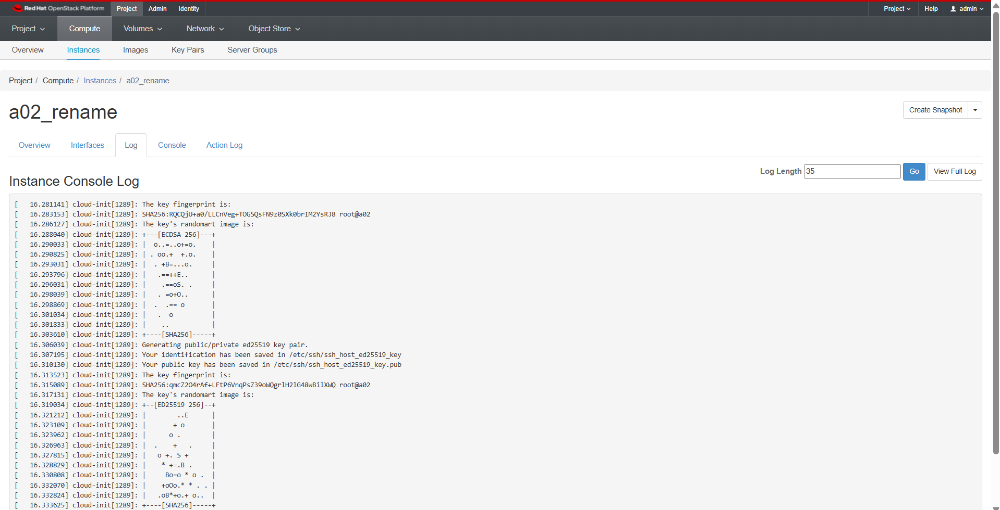 Red Hat OpenStack Platform Project Admin Identity Project Help admin
Project Compute Volumes Network Object Store
Overview Instances Images Key Pairs Server Groups
Project / Compute / Instances / a02_rename
a02_rename
Create Snapshot
Overview Interfaces Log Console Action Log
Log Length 35 Go View Full Log
Instance Console Log
[   16.281141] cloud-init[1289]: The key fingerprint is:
[   16.283153] cloud-init[1289]: SHA256:RQCQjU+a0/LLCnVeg+TOGSQsFN9z0SXk0brIM2YsRJ8 root@a02
[   16.286127] cloud-init[1289]: The key's randomart image is:
[   16.288040] cloud-init[1289]: +---[ECDSA 256]---+
[   16.290033] cloud-init[1289]: |  o..=..o+=o.    |
[   16.290825] cloud-init[1289]: | . oo.+  +.o.    |
[   16.293031] cloud-init[1289]: |  . +B=...o.     |
[   16.293796] cloud-init[1289]: |   .==++E..      |
[   16.296031] cloud-init[1289]: |    .==oS. .     |
[   16.298039] cloud-init[1289]: |   . =o+O..      |
[   16.298869] cloud-init[1289]: |  .  .== o       |
[   16.301034] cloud-init[1289]: |   .  o          |
[   16.301833] cloud-init[1289]: |    ..           |
[   16.303610] cloud-init[1289]: +----[SHA256]-----+
[   16.306039] cloud-init[1289]: Generating public/private ed25519 key pair.
[   16.307195] cloud-init[1289]: Your identification has been saved in /etc/ssh/ssh_host_ed25519_key
[   16.310130] cloud-init[1289]: Your public key has been saved in /etc/ssh/ssh_host_ed25519_key.pub
[   16.313523] cloud-init[1289]: The key fingerprint is:
[   16.315089] cloud-init[1289]: SHA256:qmcZ2O4rAf+LFtP6VnqPsZ39oWQgrlH2lG48wBilXWQ root@a02
[   16.317131] cloud-init[1289]: The key's randomart image is:
[   16.319034] cloud-init[1289]: +--[ED25519 256]--+
[   16.321212] cloud-init[1289]: |        ..E      |
[   16.323109] cloud-init[1289]: |       + o       |
[   16.323962] cloud-init[1289]: |      o .        |
[   16.326963] cloud-init[1289]: |  .    +   .     |
[   16.327815] cloud-init[1289]: |   o +. S +      |
[   16.328829] cloud-init[1289]: |    * +=.B .     |
[   16.330808] cloud-init[1289]: |     Bo=o * o .  |
[   16.332070] cloud-init[1289]: |    +oOo.* * . . |
[   16.332824] cloud-init[1289]: |   .oB*+o.+ o..  |
[   16.333625] cloud-init[1289]: +----[SHA256]-----+